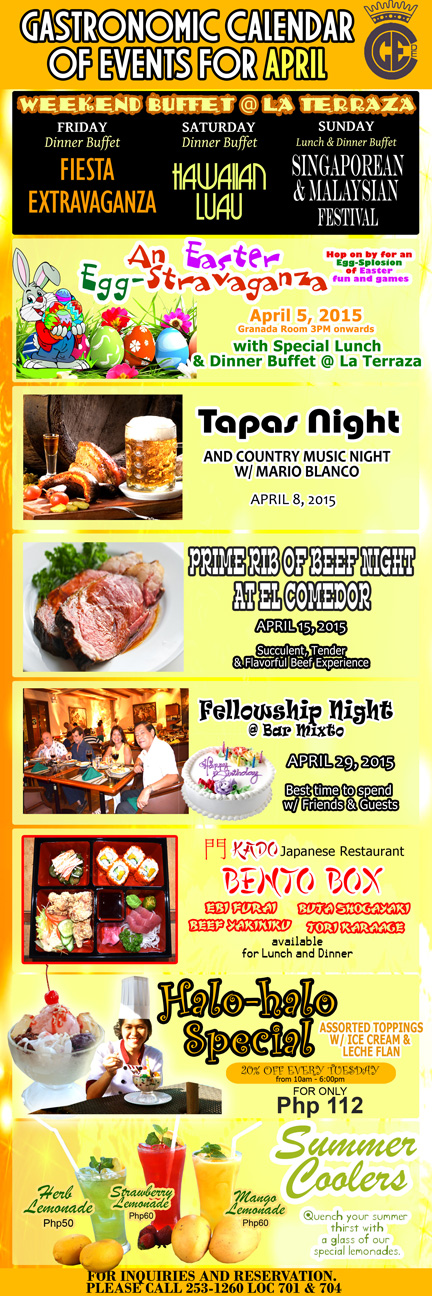 GASTRONOMIC CALENDAR
OF EVENTS FOR APRIL
WEEKEND BUFFET @ LA TERRAZA
FRIDAY
Dinner Buffet
FIESTA
EXTRAVAGANZA
SATURDAY
Dinner Buffet
HAWAIIAN
LUAU
SUNDAY
Lunch & Dinner Buffet
SINGAPOREAN
& MALAYSIAN
FESTIVAL
An Easter
Egg-Stravaganza
Hop on by for an
Egg-Splosion
of Easter
fun and games
April 5, 2015
Granada Room 3PM onwards
with Special Lunch
& Dinner Buffet @ La Terraza
Tapas Night
AND COUNTRY MUSIC NIGHT
W/ MARIO BLANCO
APRIL 8, 2015
PRIME RIB OF BEEF NIGHT
AT EL COMEDOR
APRIL 15, 2015
Succulent, Tender
& Flavorful Beef Experience
Fellowship Night
@ Bar Mixto
Happy Birthday
APRIL 29, 2015
Best time to spend
w/ Friends & Guests
門 KADO Japanese Restaurant
BENTO BOX
EBI FURAI BUTA SHOGAYAKI
BEEF YAKINIKU TORI KARAAGE
available
for Lunch and Dinner
Halo-halo
Special
ASSORTED TOPPINGS
W/ ICE CREAM &
LECHE FLAN
20% OFF EVERY TUESDAY
from 10am - 6:00pm
FOR ONLY
Php 112
Summer
Coolers
Herb
Lemonade
Php50
Strawberry
Lemonade
Php60
Mango
Lemonade
Php60
Quench your summer
thirst with
a glass of our
special lemonades.
FOR INQUIRIES AND RESERVATION.
PLEASE CALL 253-1260 LOC 701 & 704